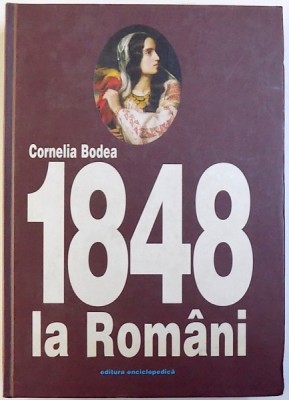 Cornelia Bodea
1848
la Români
editura enciclopedică